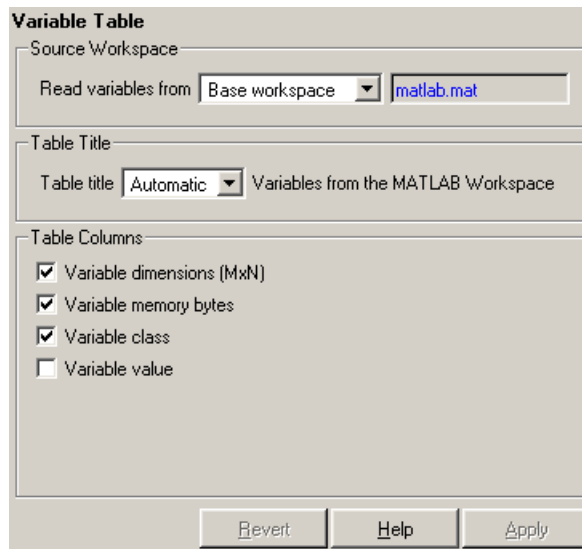 Variable Table
Source Workspace
Read variables from Base workspace matlab.mat
Table Title
Table title Automatic Variables from the MATLAB Workspace
Table Columns
Variable dimensions (MxN)
Variable memory bytes
Variable class
Variable value
Revert Help Apply